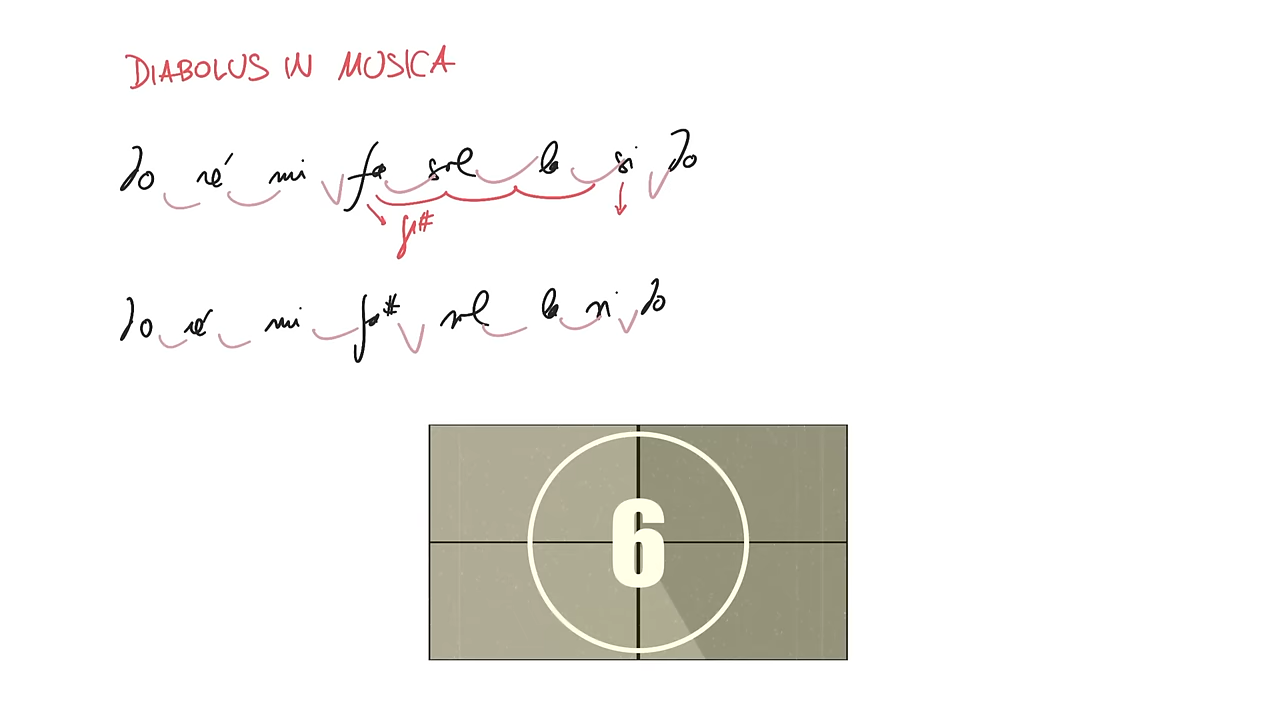 DIABOLUS IN MUSICA
Do ré mi fa sol la si Do
fa#
Do ré mi fa# sol la si Do
6